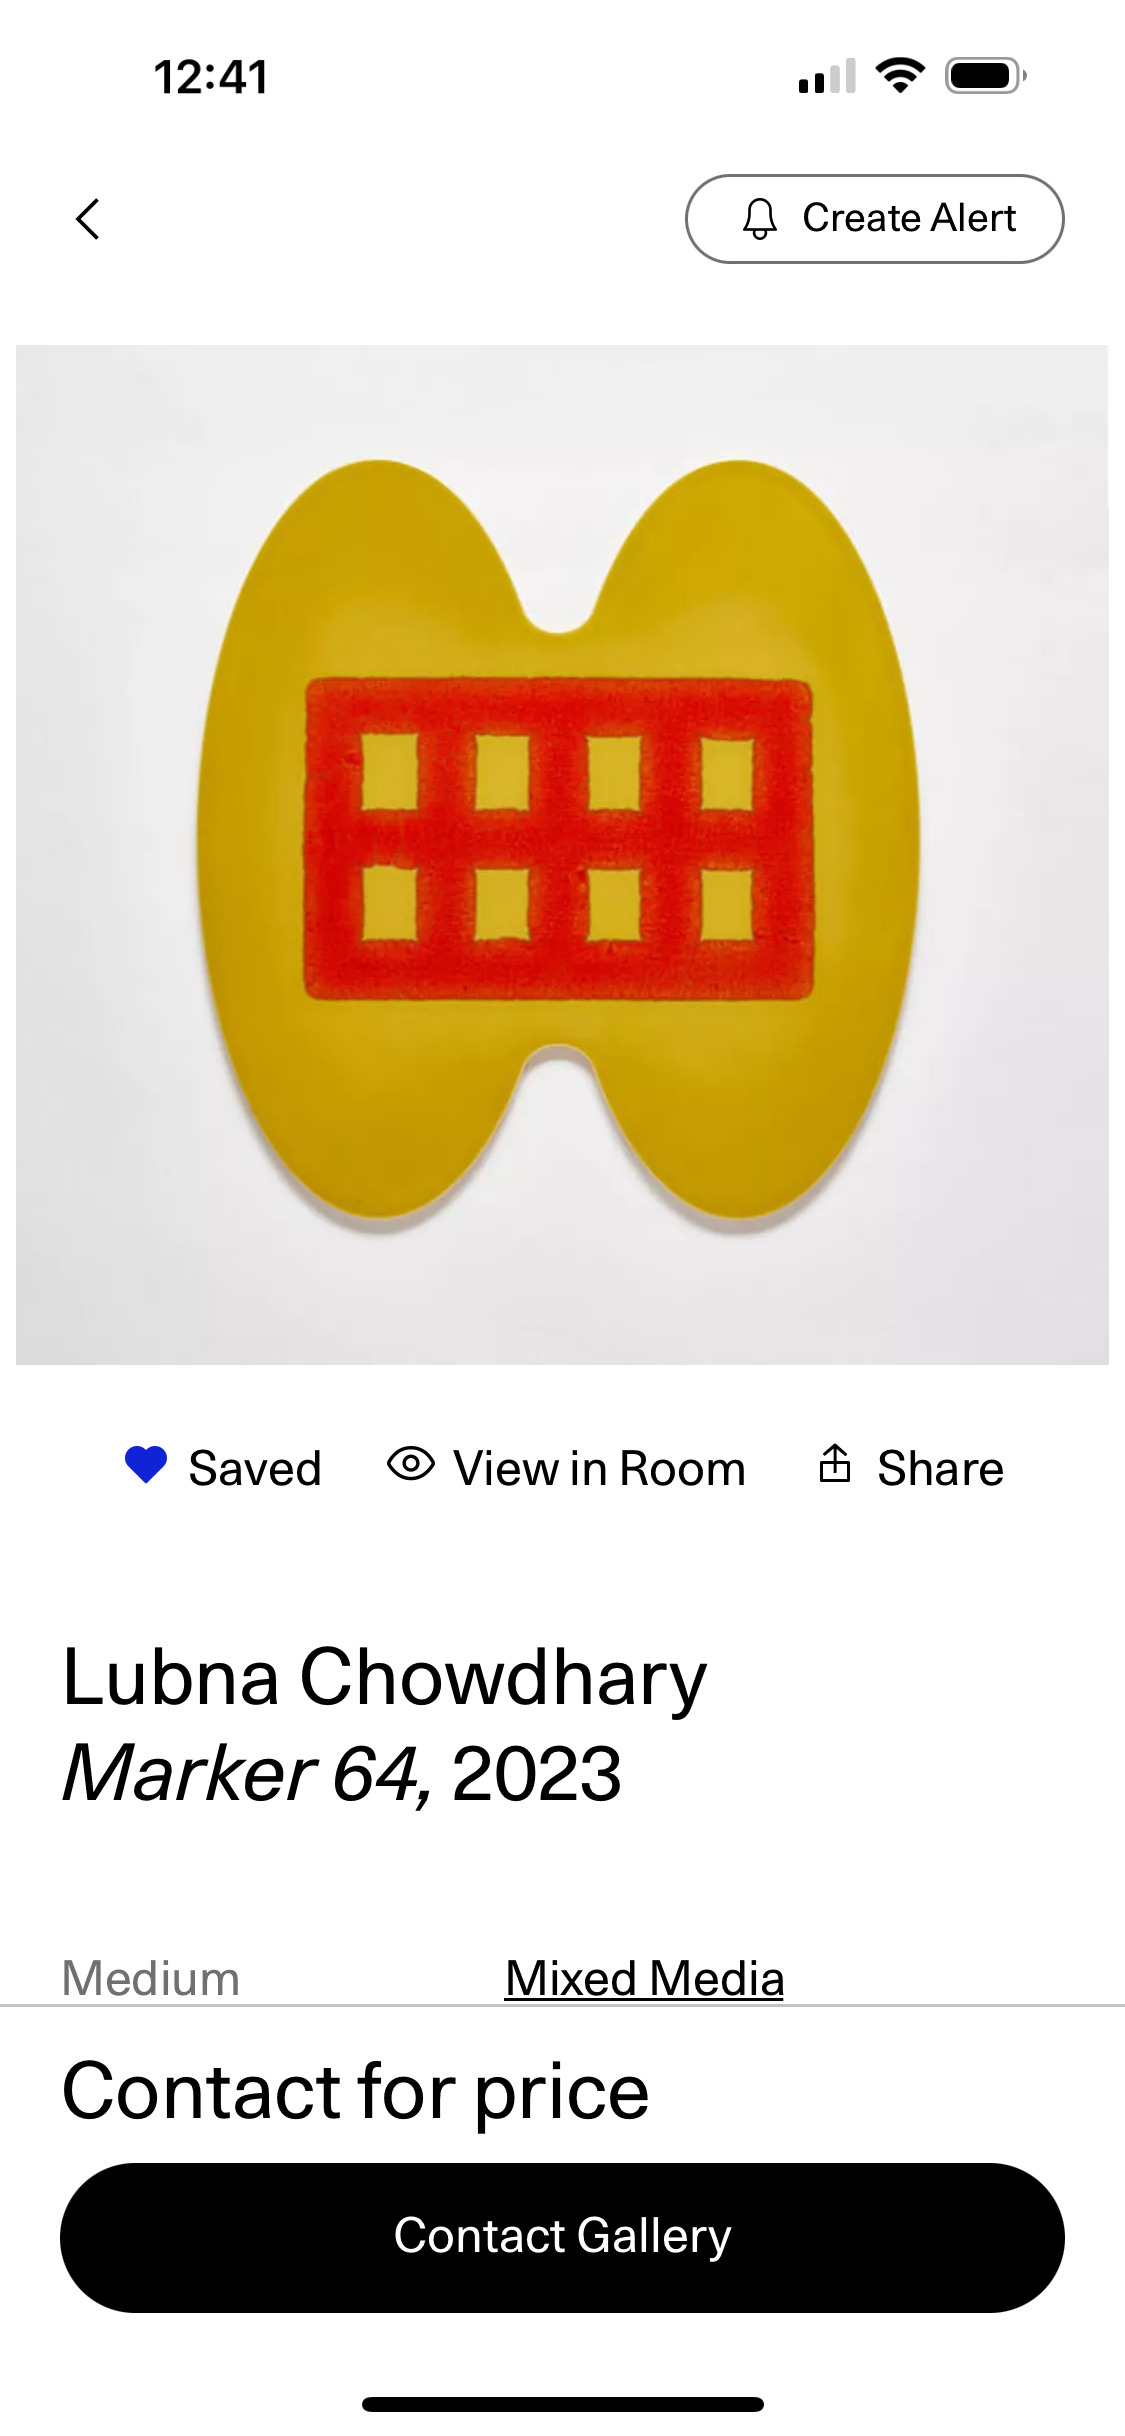 12:41
Create Alert
Saved View in Room Share
Lubna Chowdhary
Marker 64, 2023
Medium Mixed Media
Contact for price
Contact Gallery